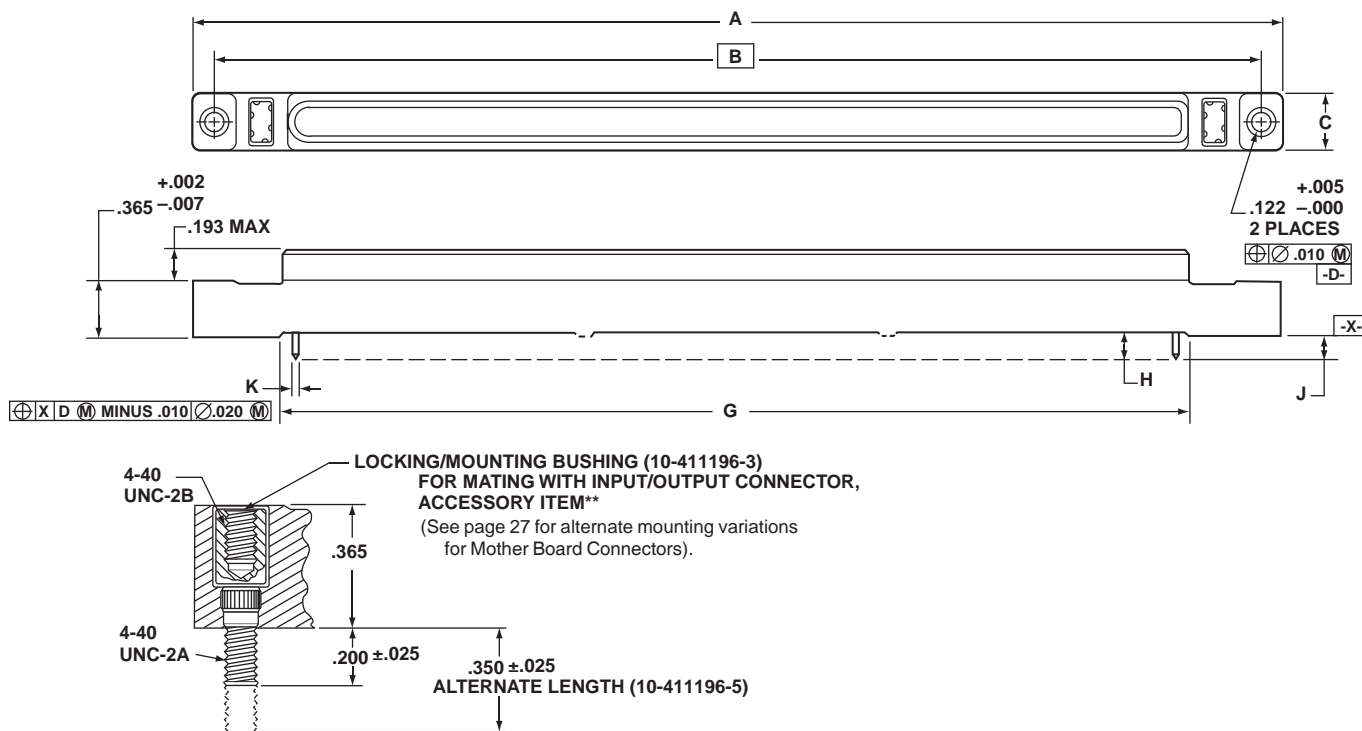 A
B
C
+.002
.365 –.007
.193 MAX
+.005
.122 –.000
2 PLACES
⌖ ∅ .010 Ⓜ
-D-
-X-
K
H
J
⌖ X D Ⓜ MINUS .010 ∅.020 Ⓜ
G
4-40
UNC-2B
LOCKING/MOUNTING BUSHING (10-411196-3)
FOR MATING WITH INPUT/OUTPUT CONNECTOR,
ACCESSORY ITEM**
(See page 27 for alternate mounting variations
for Mother Board Connectors).
.365
4-40
UNC-2A
.200 ±.025
.350 ±.025
ALTERNATE LENGTH (10-411196-5)